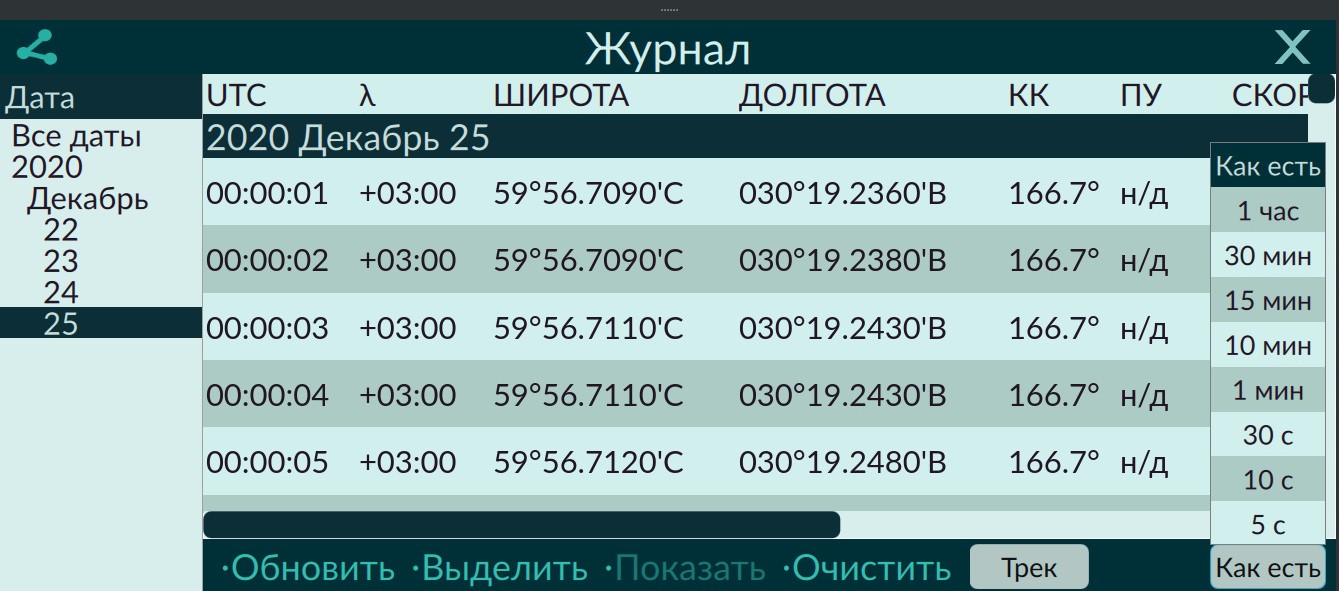 Журнал
Дата
Все даты
2020
Декабрь
22
23
24
25
UTC λ ШИРОТА ДОЛГОТА КК ПУ СКОР
2020 Декабрь 25
00:00:01 +03:00 59°56.7090'С 030°19.2360'В 166.7° н/д
00:00:02 +03:00 59°56.7090'С 030°19.2380'В 166.7° н/д
00:00:03 +03:00 59°56.7110'С 030°19.2430'В 166.7° н/д
00:00:04 +03:00 59°56.7110'С 030°19.2430'В 166.7° н/д
00:00:05 +03:00 59°56.7120'С 030°19.2480'В 166.7° н/д
Как есть
1 час
30 мин
15 мин
10 мин
1 мин
30 с
10 с
5 с
·Обновить ·Выделить ·Показать ·Очистить Трек Как есть